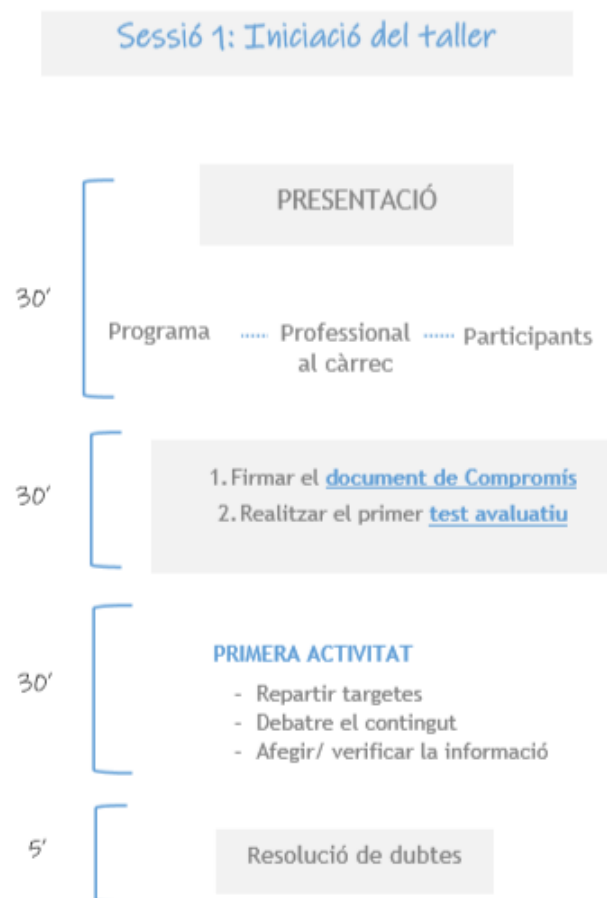 Sessió 1: Iniciació del taller
PRESENTACIÓ
30'
Programa ...... Professional ...... Participants
al càrrec
30'
1. Firmar el document de Compromís
2. Realitzar el primer test avaluatiu
30'
PRIMERA ACTIVITAT
- Repartir targetes
- Debatre el contingut
- Afegir/ verificar la informació
5'
Resolució de dubtes